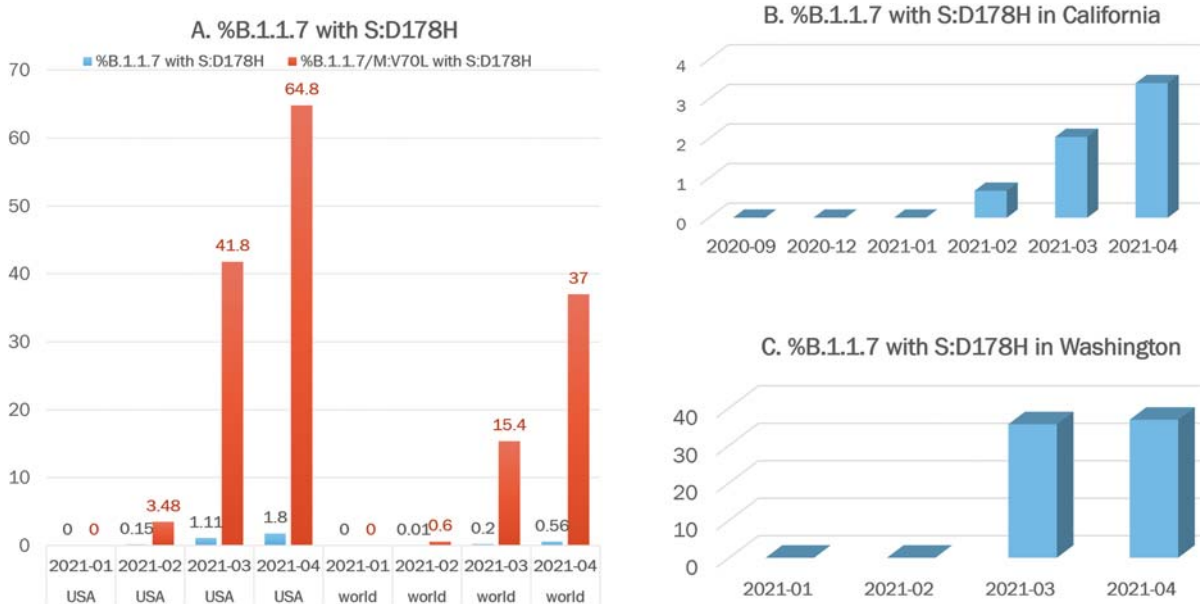 A. %B.1.1.7 with S:D178H
%B.1.1.7 with S:D178H %B.1.1.7/M:V70L with S:D178H
70
60
50
40
30
20
10
0
0 0 0.15 3.48 1.11 41.8 1.8 64.8 0 0 0.01 0.6 0.2 15.4 0.56 37
2021-01 2021-02 2021-03 2021-04 2021-01 2021-02 2021-03 2021-04
USA USA USA USA world world world world
B. %B.1.1.7 with S:D178H in California
4
3
2
1
0
2020-09 2020-12 2021-01 2021-02 2021-03 2021-04
C. %B.1.1.7 with S:D178H in Washington
40
30
20
10
0
2021-01 2021-02 2021-03 2021-04